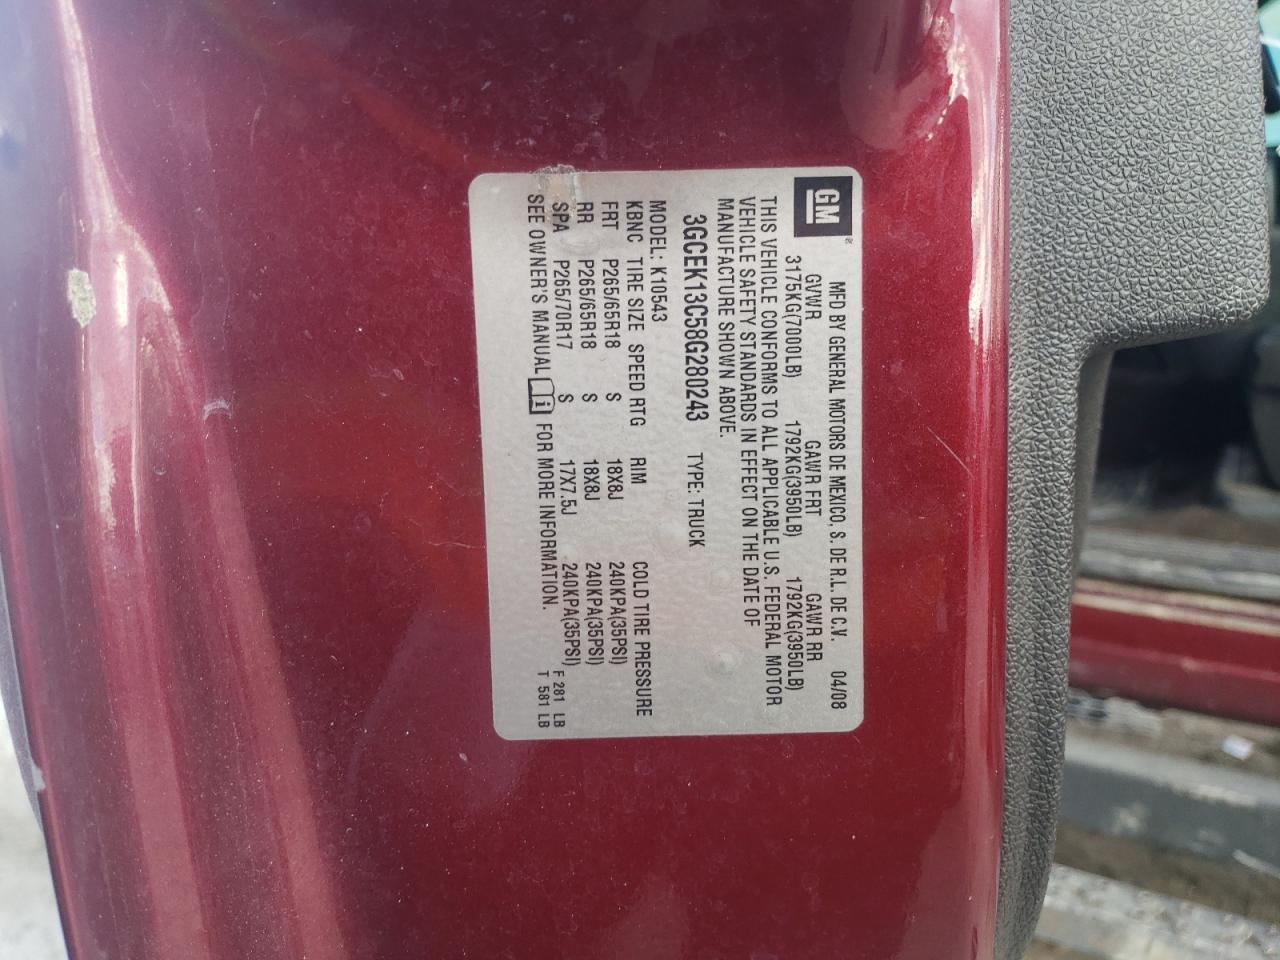 GM ®
MFD BY GENERAL MOTORS DE MEXICO, S. DE R.L. DE C.V. 04/08
GVWR GAWR FRT GAWR RR
3175KG(7000LB) 1792KG(3950LB) 1792KG(3950LB)
THIS VEHICLE CONFORMS TO ALL APPLICABLE U.S. FEDERAL MOTOR
VEHICLE SAFETY STANDARDS IN EFFECT ON THE DATE OF
MANUFACTURE SHOWN ABOVE.
3GCEK13C58G280243 TYPE: TRUCK
MODEL: K10543
KBNC TIRE SIZE SPEED RTG RIM COLD TIRE PRESSURE
FRT P265/65R18 S 18X8J 240KPA(35PSI)
RR P265/65R18 S 18X8J 240KPA(35PSI)
SPA P265/70R17 S 17X7.5J 240KPA(35PSI)
SEE OWNER'S MANUAL i FOR MORE INFORMATION.
F 281 LB
T 581 LB